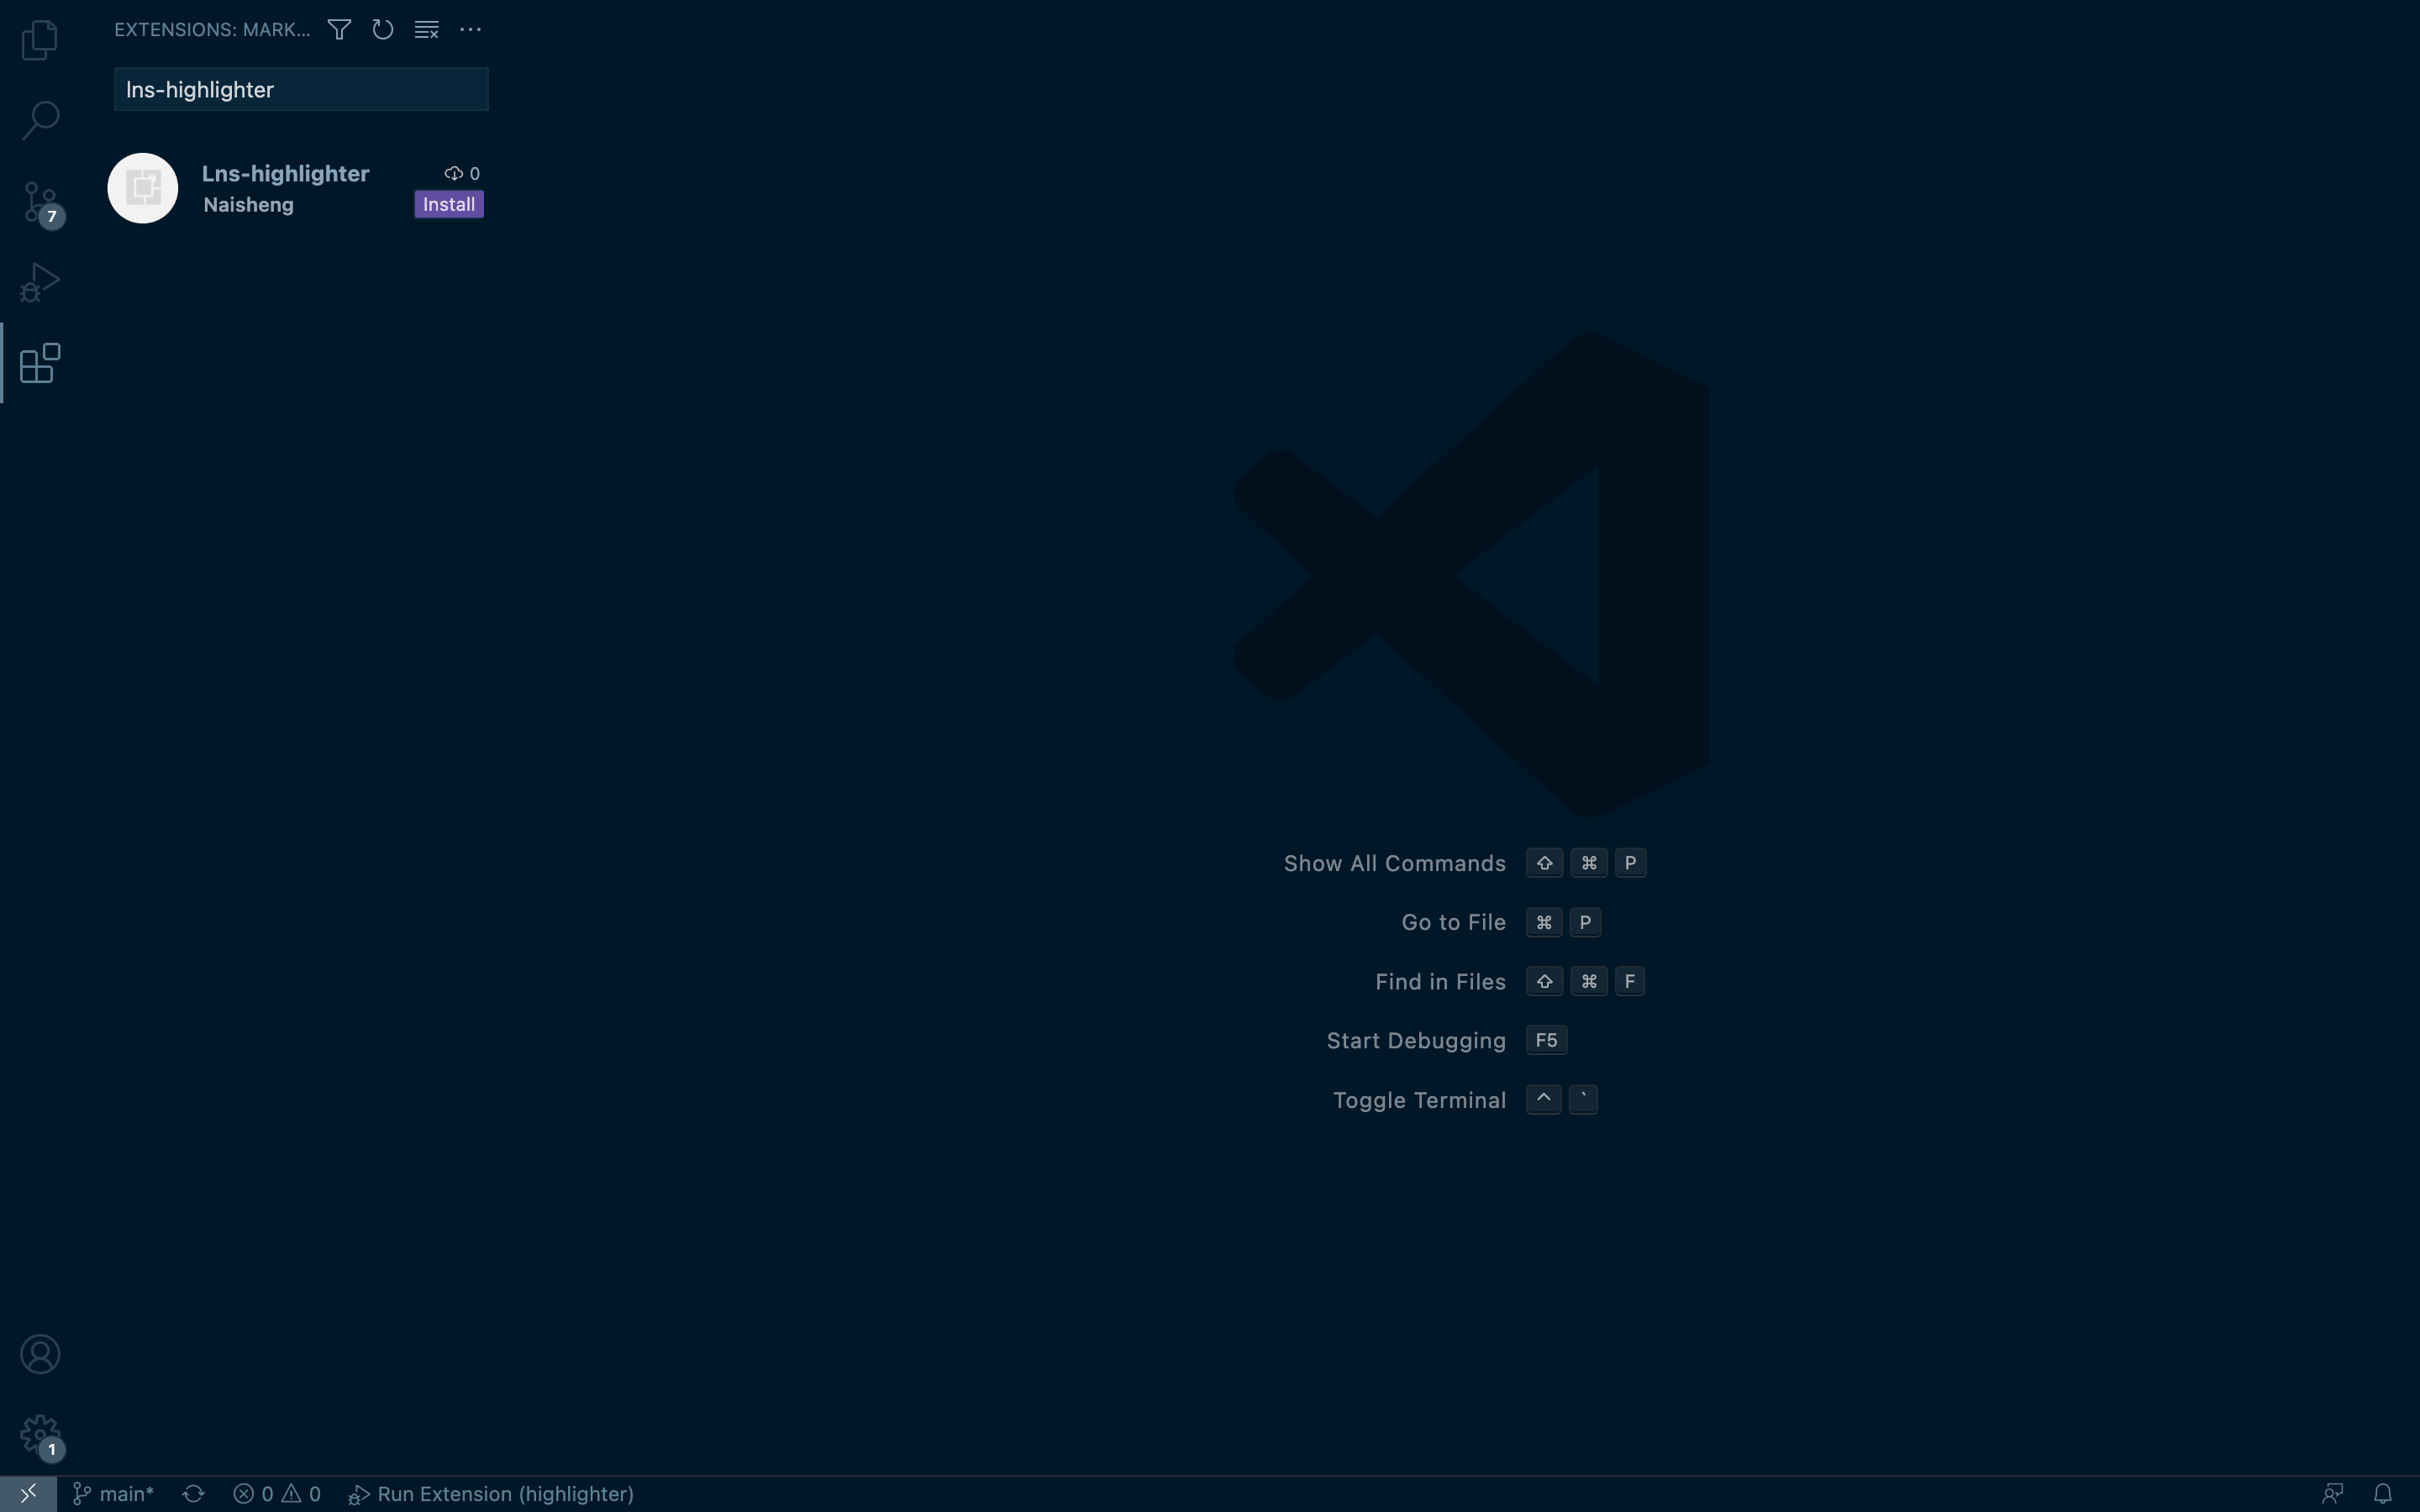 EXTENSIONS: MARK...
lns-highlighter
Lns-highlighter 0
Naisheng Install
7
Show All Commands ⇧ ⌘ P
Go to File ⌘ P
Find in Files ⇧ ⌘ F
Start Debugging F5
Toggle Terminal ^ `
1
main* 0 0 Run Extension (highlighter)